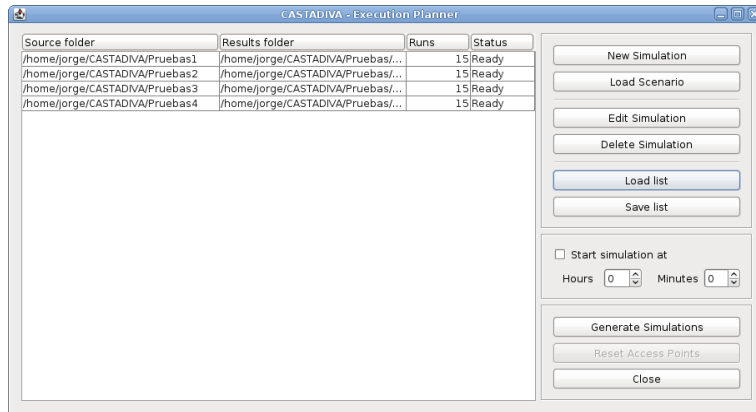 CASTADIVA - Execution Planner
Source folder Results folder Runs Status
/home/jorge/CASTADIVA/Pruebas1 /home/jorge/CASTADIVA/Pruebas/... 15 Ready
/home/jorge/CASTADIVA/Pruebas2 /home/jorge/CASTADIVA/Pruebas/... 15 Ready
/home/jorge/CASTADIVA/Pruebas3 /home/jorge/CASTADIVA/Pruebas/... 15 Ready
/home/jorge/CASTADIVA/Pruebas4 /home/jorge/CASTADIVA/Pruebas/... 15 Ready
New Simulation
Load Scenario
Edit Simulation
Delete Simulation
Load list
Save list
Start simulation at
Hours 0 Minutes 0
Generate Simulations
Reset Access Points
Close